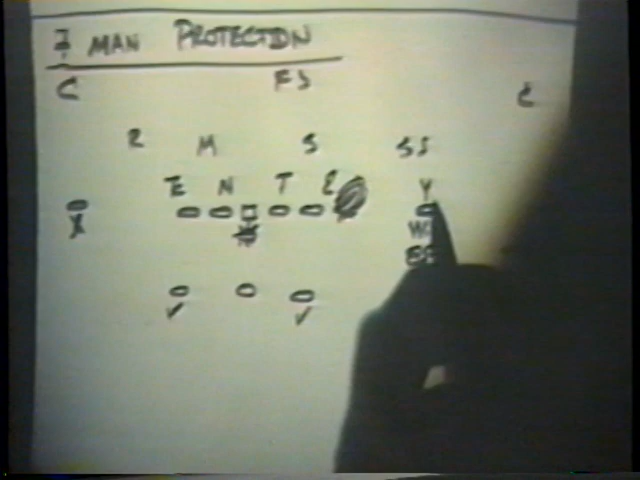 7 MAN PROTECTION
C FS C
R M S SS
E N T E Y
X